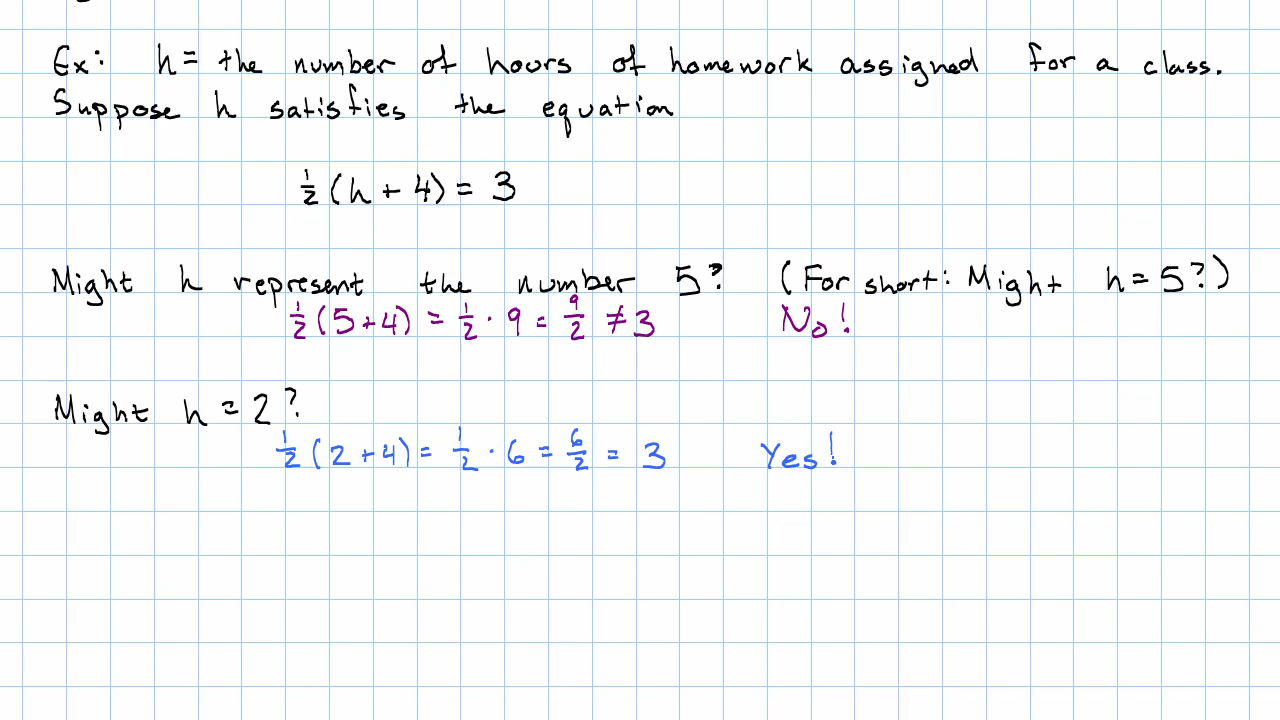 Ex: h = the number of hours of homework assigned for a class.
Suppose h satisfies the equation
½(h + 4) = 3
Might h represent the number 5? (For short: Might h = 5?)
½(5+4) = ½ · 9 = 9/2 ≠ 3 No!
Might h = 2?
½(2+4) = ½ · 6 = 6/2 = 3 Yes!